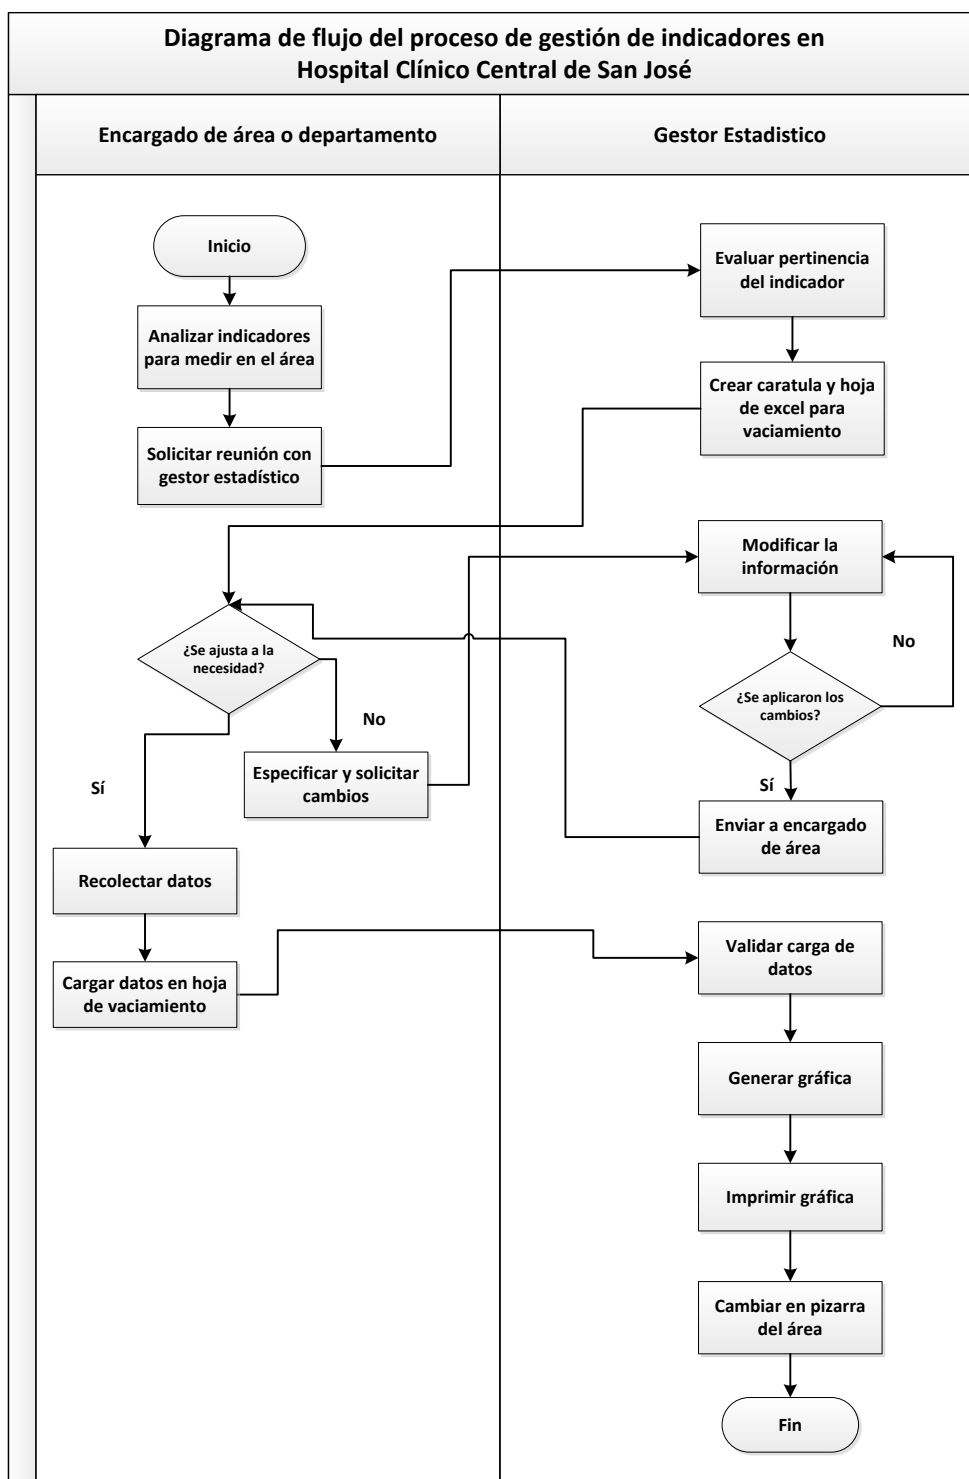 Diagrama de flujo del proceso de gestión de indicadores en
Hospital Clínico Central de San José
Encargado de área o departamento
Gestor Estadistico
Inicio
Analizar indicadores
para medir en el área
Solicitar reunión con
gestor estadístico
Evaluar pertinencia
del indicador
Crear caratula y hoja
de excel para
vaciamiento
¿Se ajusta a la
necesidad?
No
Especificar y solicitar
cambios
Modificar la
información
¿Se aplicaron los
cambios?
No
Sí
Enviar a encargado
de área
Sí
Recolectar datos
Cargar datos en hoja
de vaciamiento
Validar carga de
datos
Generar gráfica
Imprimir gráfica
Cambiar en pizarra
del área
Fin